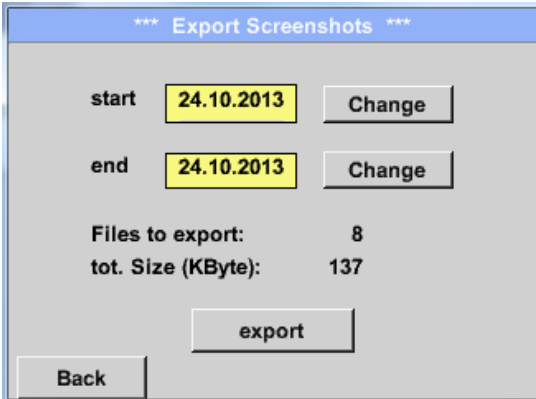 *** Export Screenshots ***
start 24.10.2013 Change
end 24.10.2013 Change
Files to export: 8
tot. Size (KByte): 137
export
Back